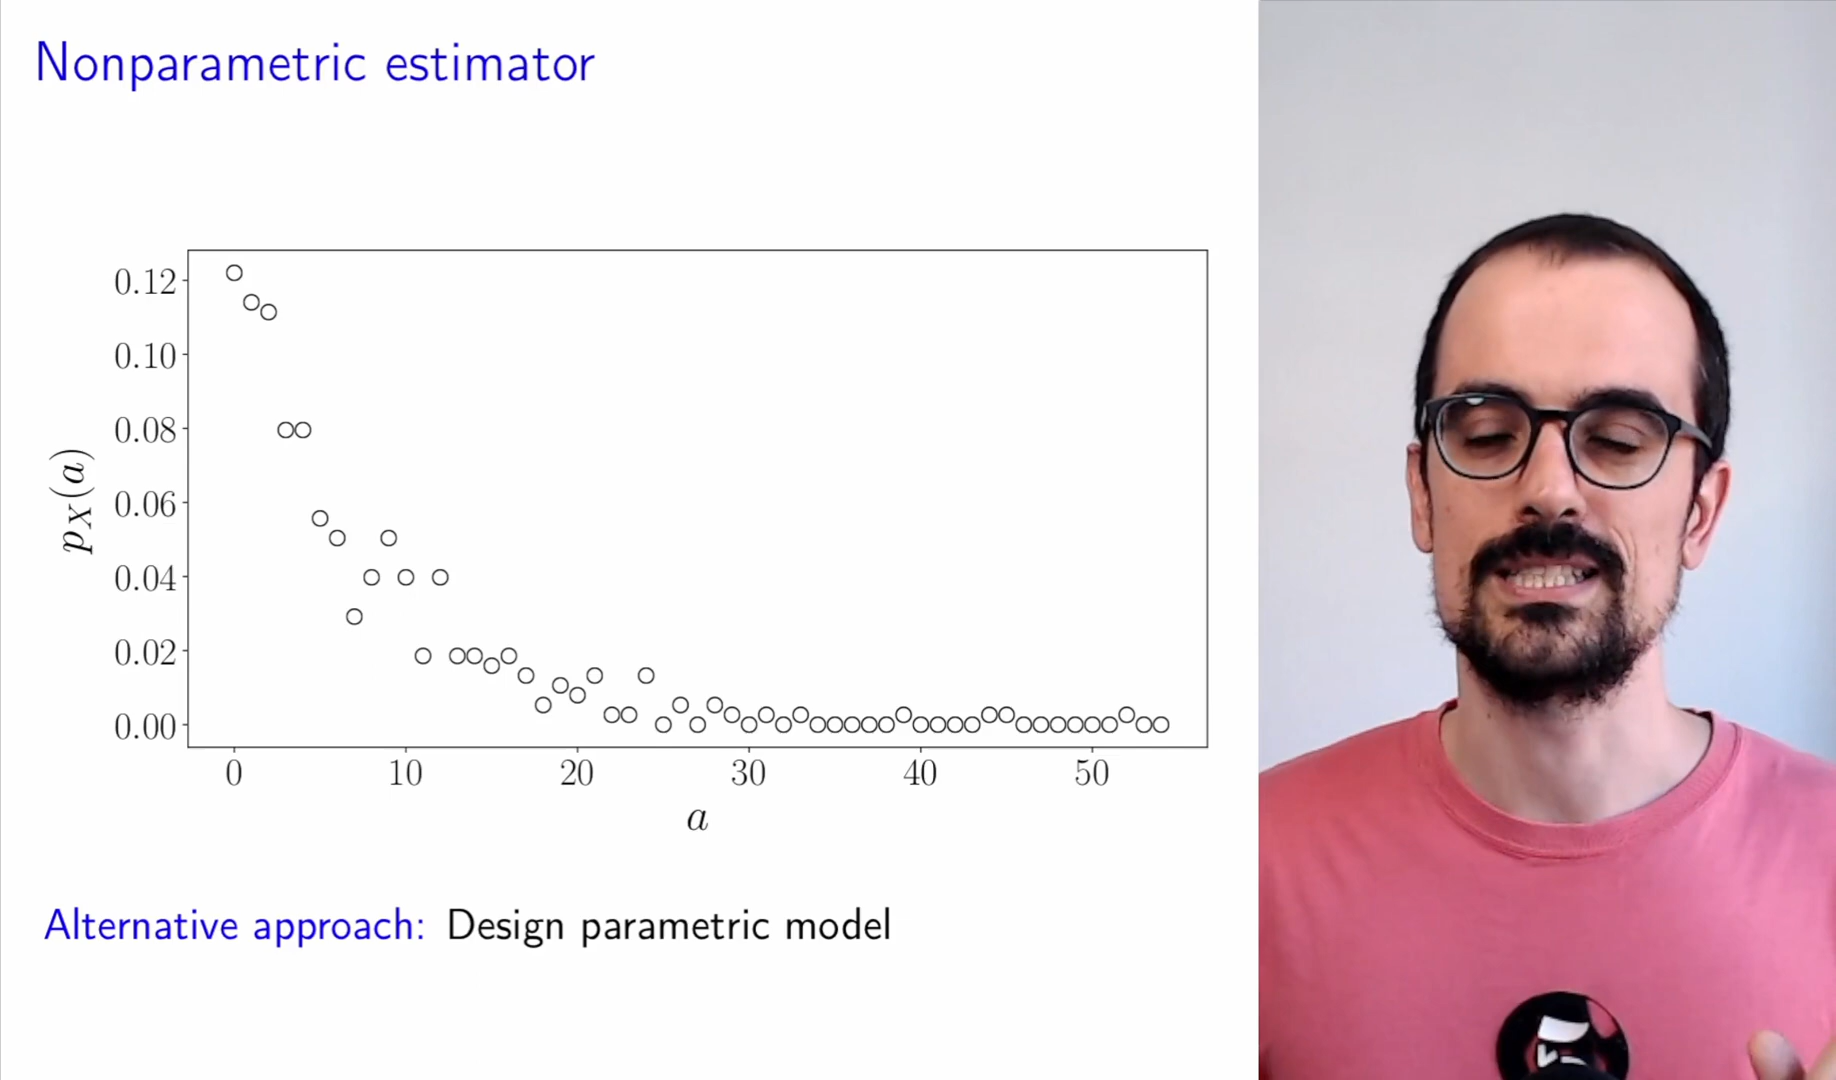 Nonparametric estimator
0.12
0.10
0.08
0.06
0.04
0.02
0.00
p_X(a)
0 10 20 30 40 50
a
Alternative approach: Design parametric model